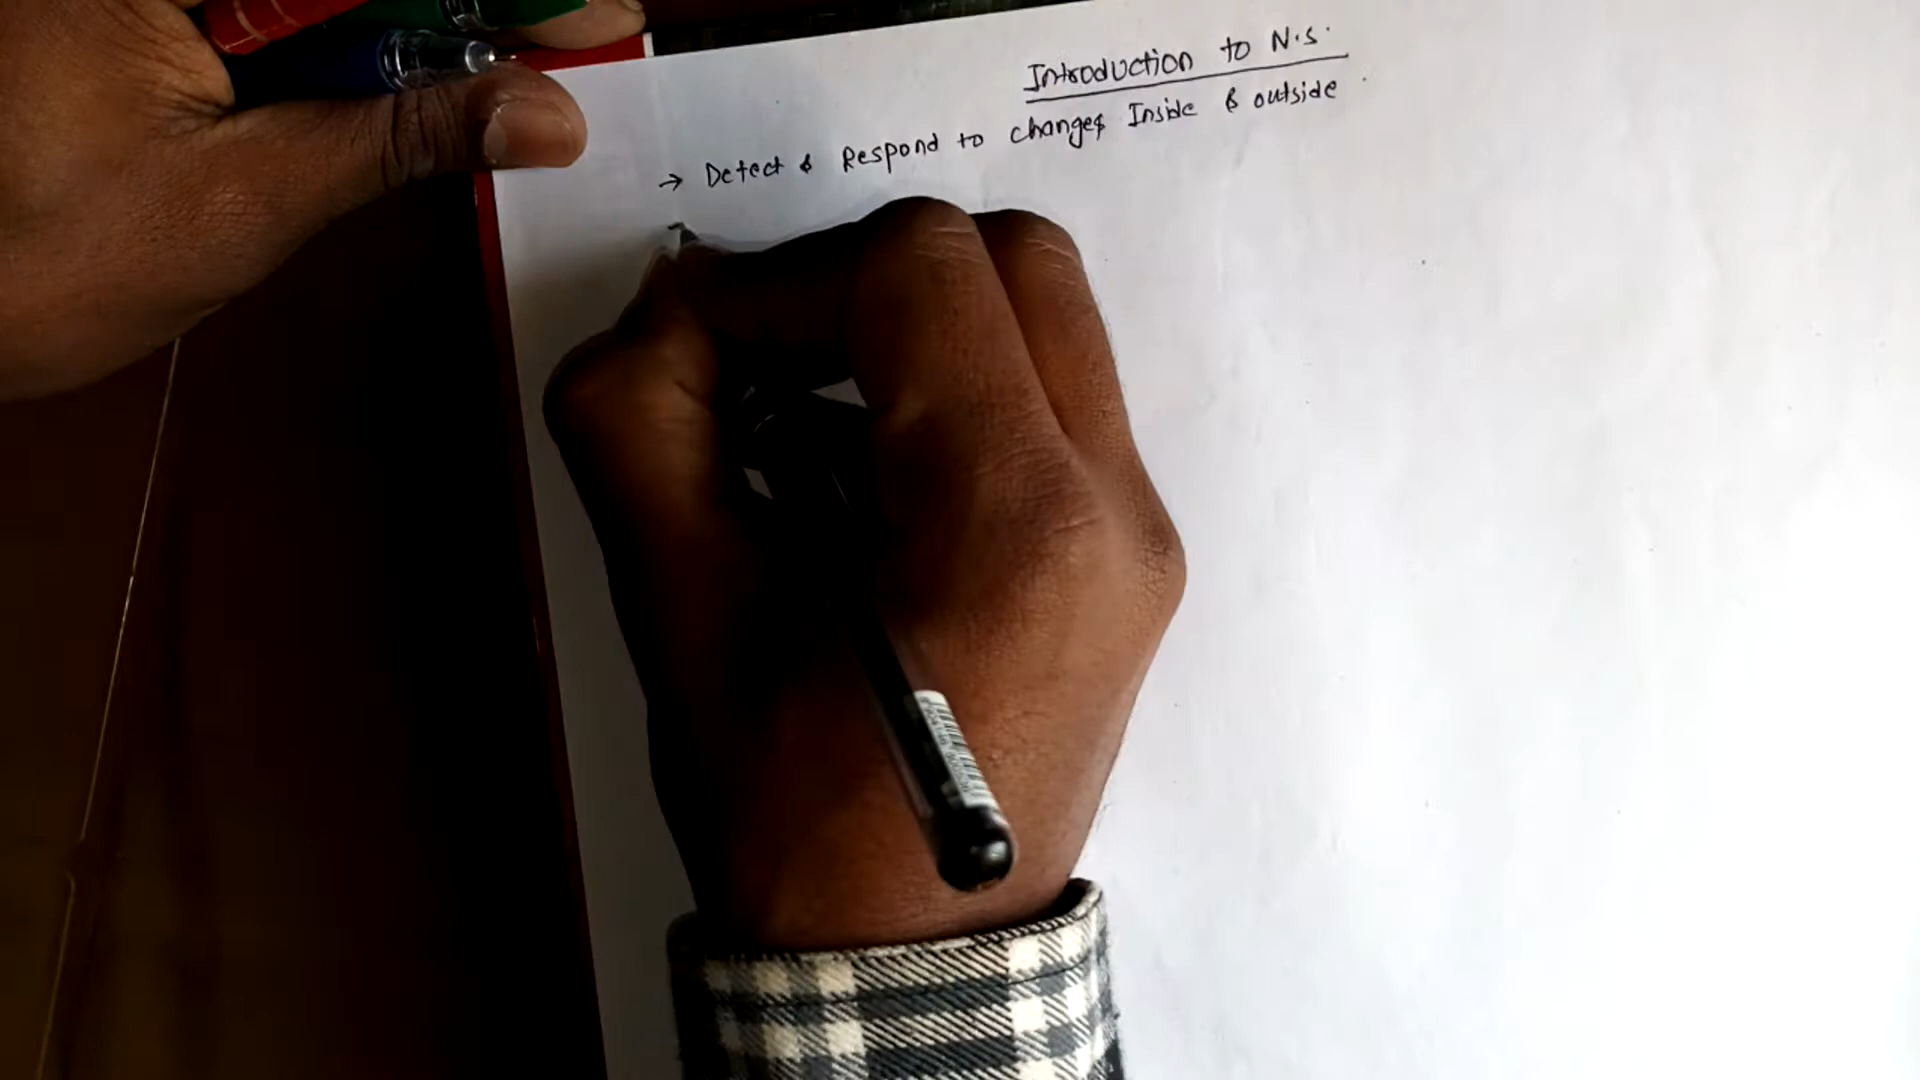 Introduction to N.S.
→ Detect & Respond to changes Inside & outside